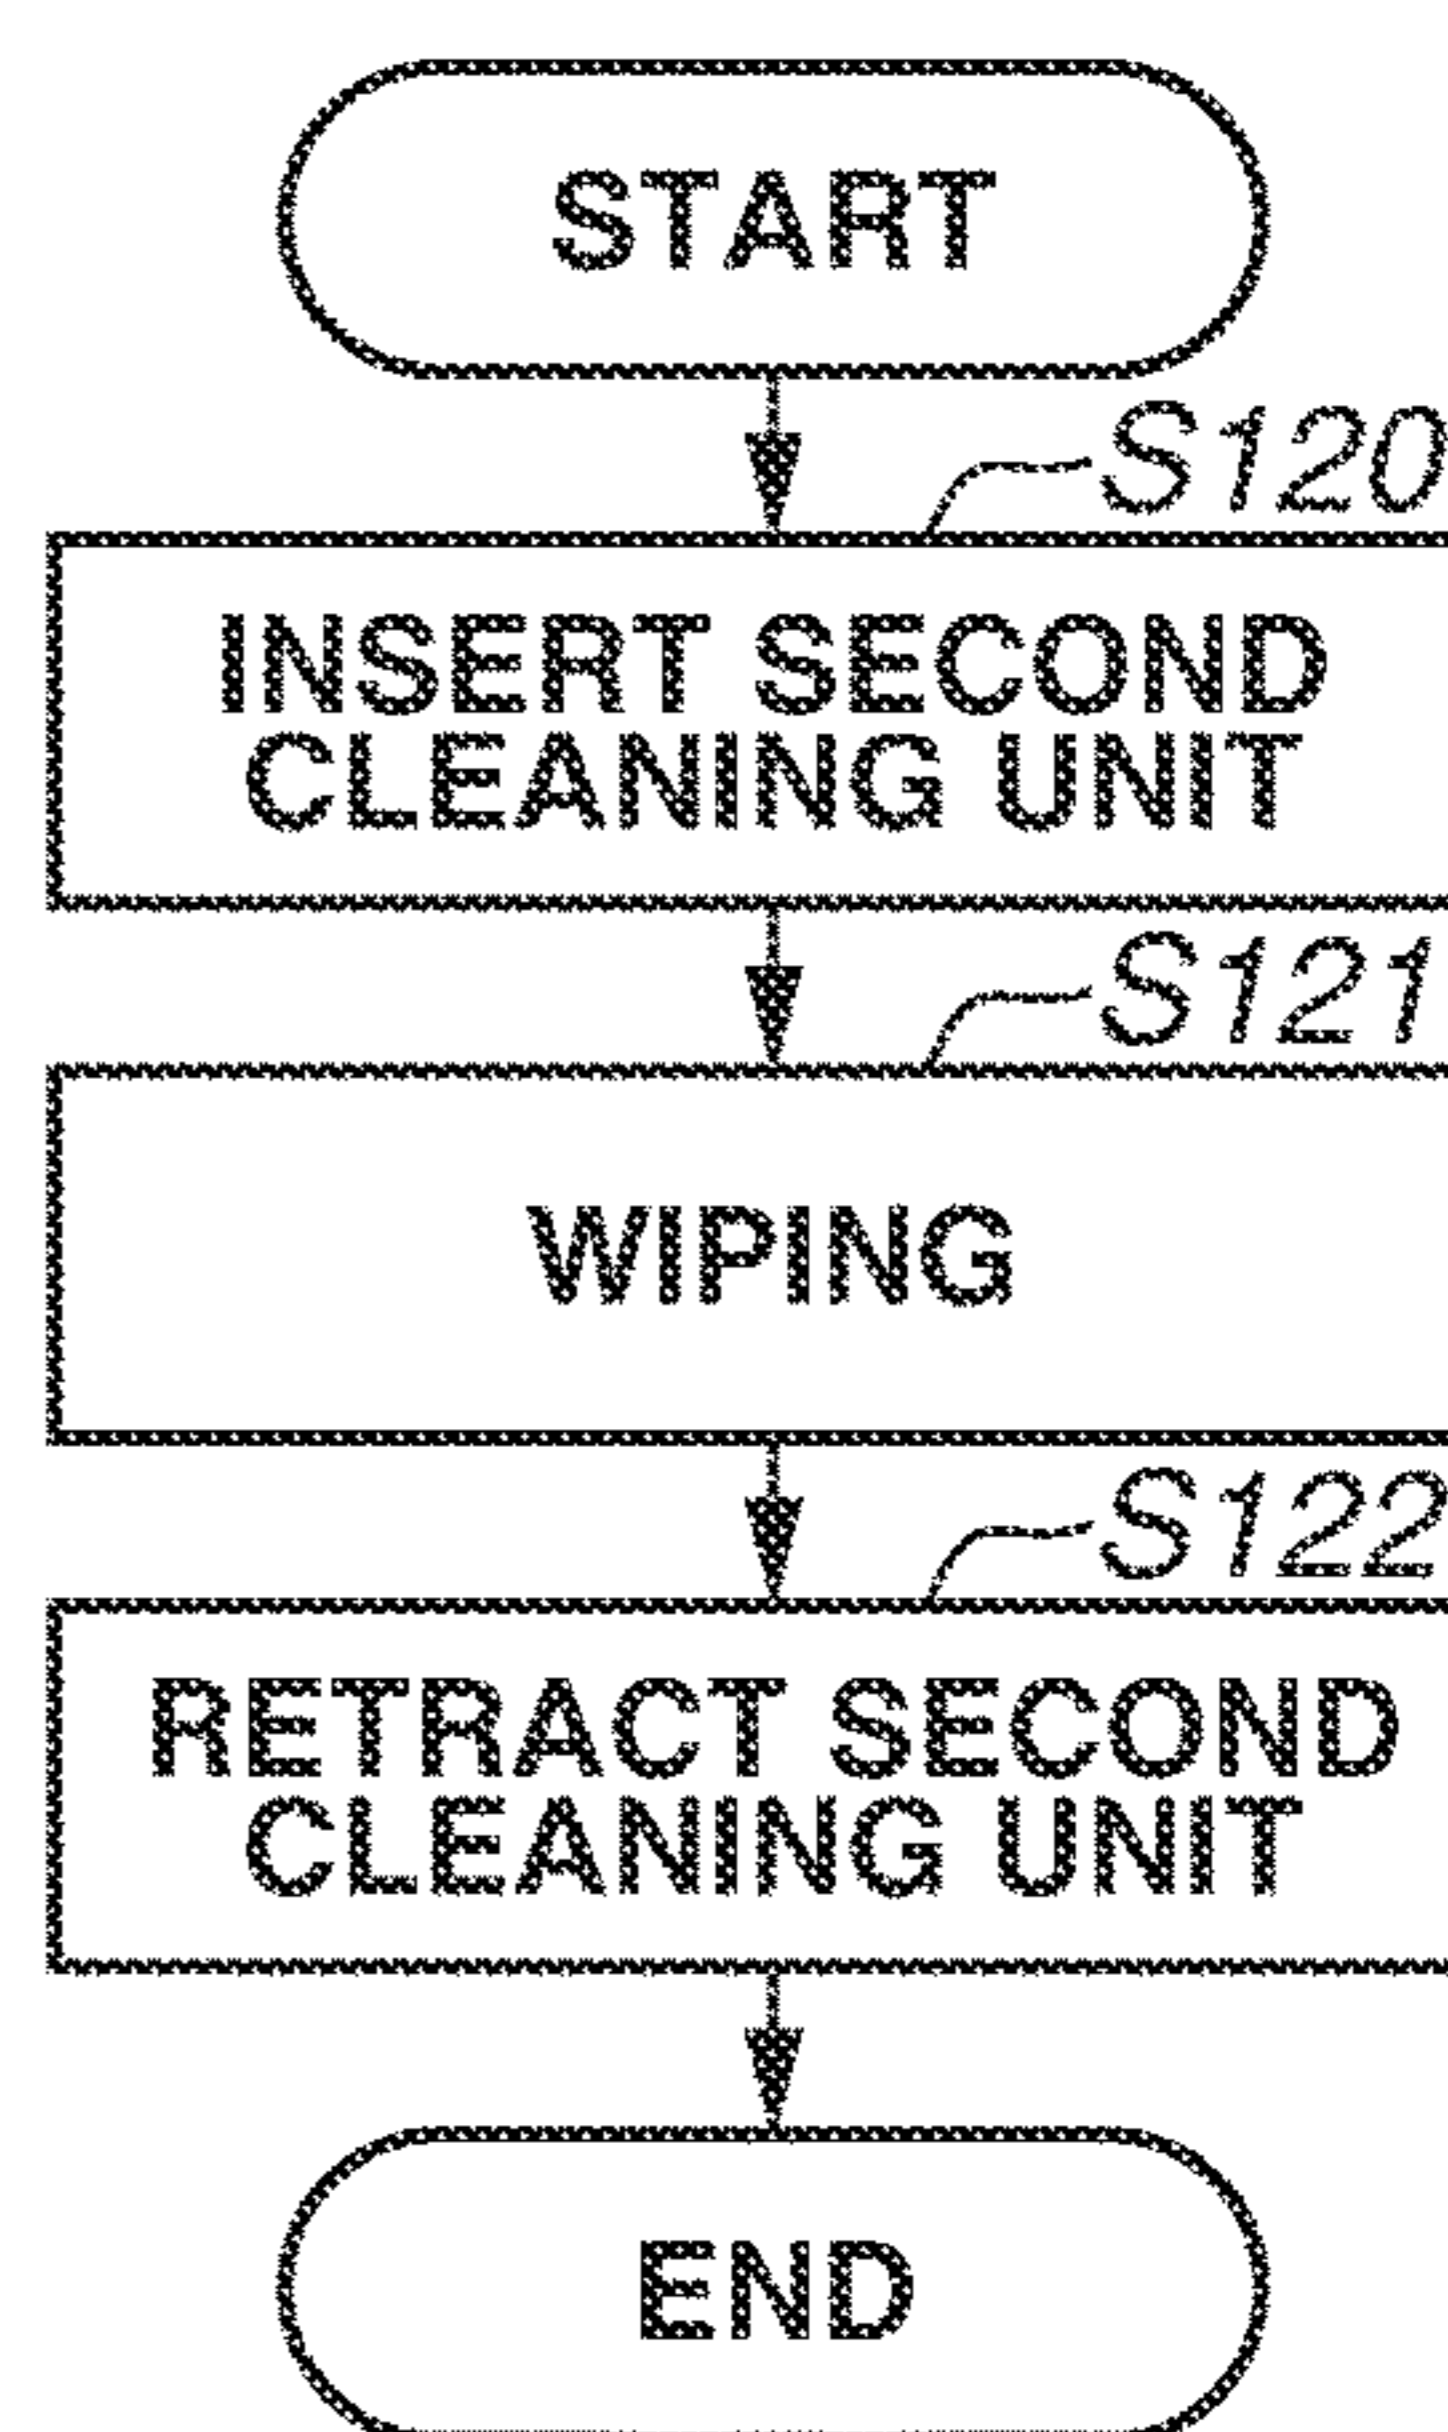 START
S120
INSERT SECOND
CLEANING UNIT
S121
WIPING
S122
RETRACT SECOND
CLEANING UNIT
END